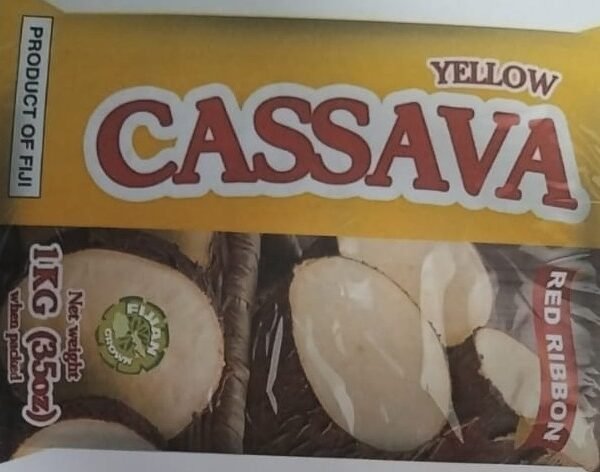 YELLOW
CASSAVA
PRODUCT OF FIJI
RED RIBBON
FIJIAN
GROWN
Net weight
1KG (35oz)
when packed